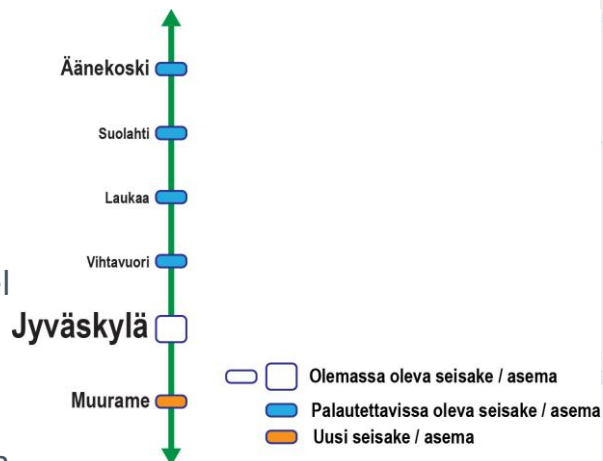 Äänekoski
Suolahti
Laukaa
Vihtavuori
Jyväskylä
Muurame
Olemassa oleva seisake / asema
Palautettavissa oleva seisake / asema
Uusi seisake / asema